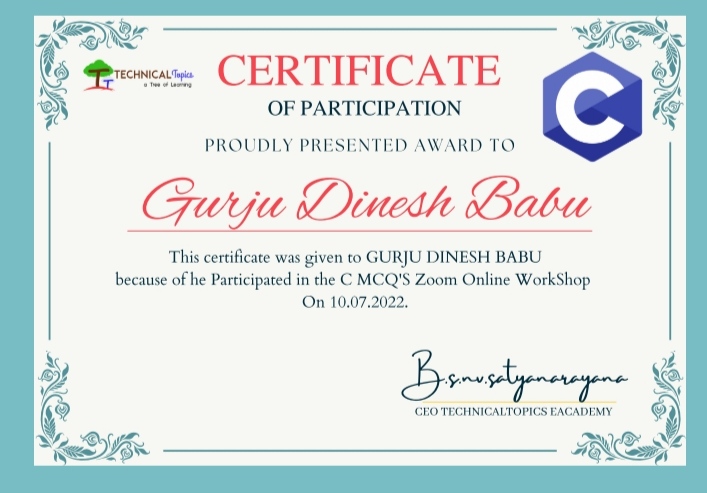 TECHNICALTopics
a Tree of Learning
CERTIFICATE
OF PARTICIPATION
PROUDLY PRESENTED AWARD TO
Gurju Dinesh Babu
This certificate was given to GURJU DINESH BABU
because of he Participated in the C MCQ'S Zoom Online WorkShop
On 10.07.2022.
B.s.nv.satyanarayana
CEO TECHNICALTOPICS EACADEMY
C
TT